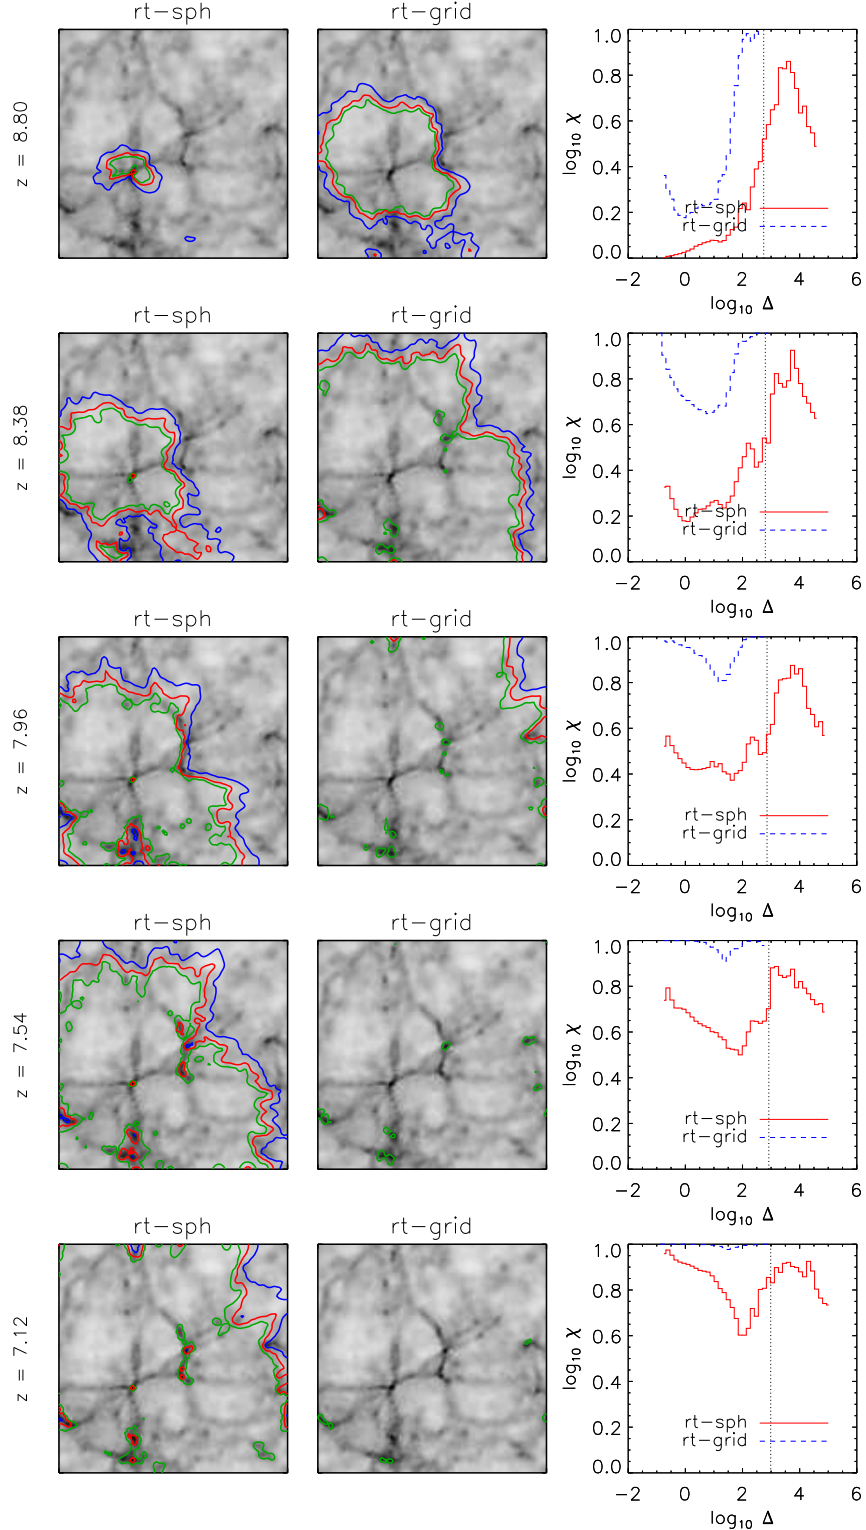 rt-sph rt-grid
z = 8.80
log10 χ
1.0
0.8
0.6
0.4
0.2
0.0
rt-sph
rt-grid
-2 0 2 4 6
log10 Δ
rt-sph rt-grid
z = 8.38
log10 χ
1.0
0.8
0.6
0.4
0.2
0.0
rt-sph
rt-grid
-2 0 2 4 6
log10 Δ
rt-sph rt-grid
z = 7.96
log10 χ
1.0
0.8
0.6
0.4
0.2
0.0
rt-sph
rt-grid
-2 0 2 4 6
log10 Δ
rt-sph rt-grid
z = 7.54
log10 χ
1.0
0.8
0.6
0.4
0.2
0.0
rt-sph
rt-grid
-2 0 2 4 6
log10 Δ
rt-sph rt-grid
z = 7.12
log10 χ
1.0
0.8
0.6
0.4
0.2
0.0
rt-sph
rt-grid
-2 0 2 4 6
log10 Δ